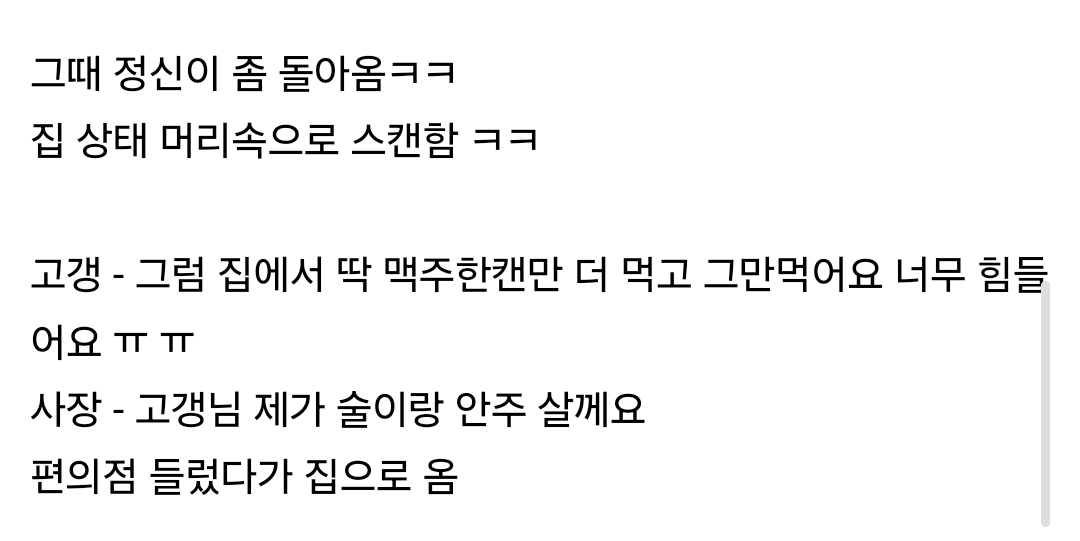 그때 정신이 좀 돌아옴ㅋㅋ
집 상태 머리속으로 스캔함 ㅋㅋ
고갱 - 그럼 집에서 딱 맥주한캔만 더 먹고 그만먹어요 너무 힘들
어요 ㅠ ㅠ
사장 - 고갱님 제가 술이랑 안주 살께요
편의점 들렀다가 집으로 옴